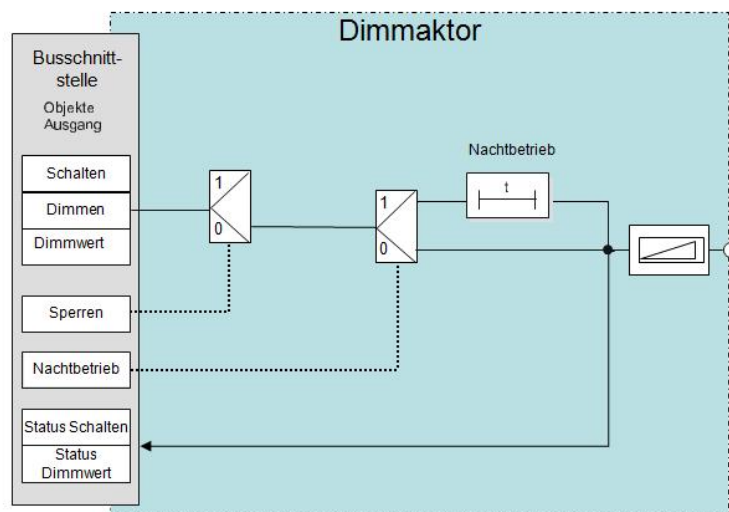 Dimmaktor
Busschnitt-
stelle
Objekte
Ausgang
Schalten
Dimmen
Dimmwert
Sperren
Nachtbetrieb
Status Schalten
Status
Dimmwert
1
0
1
0
Nachtbetrieb
t